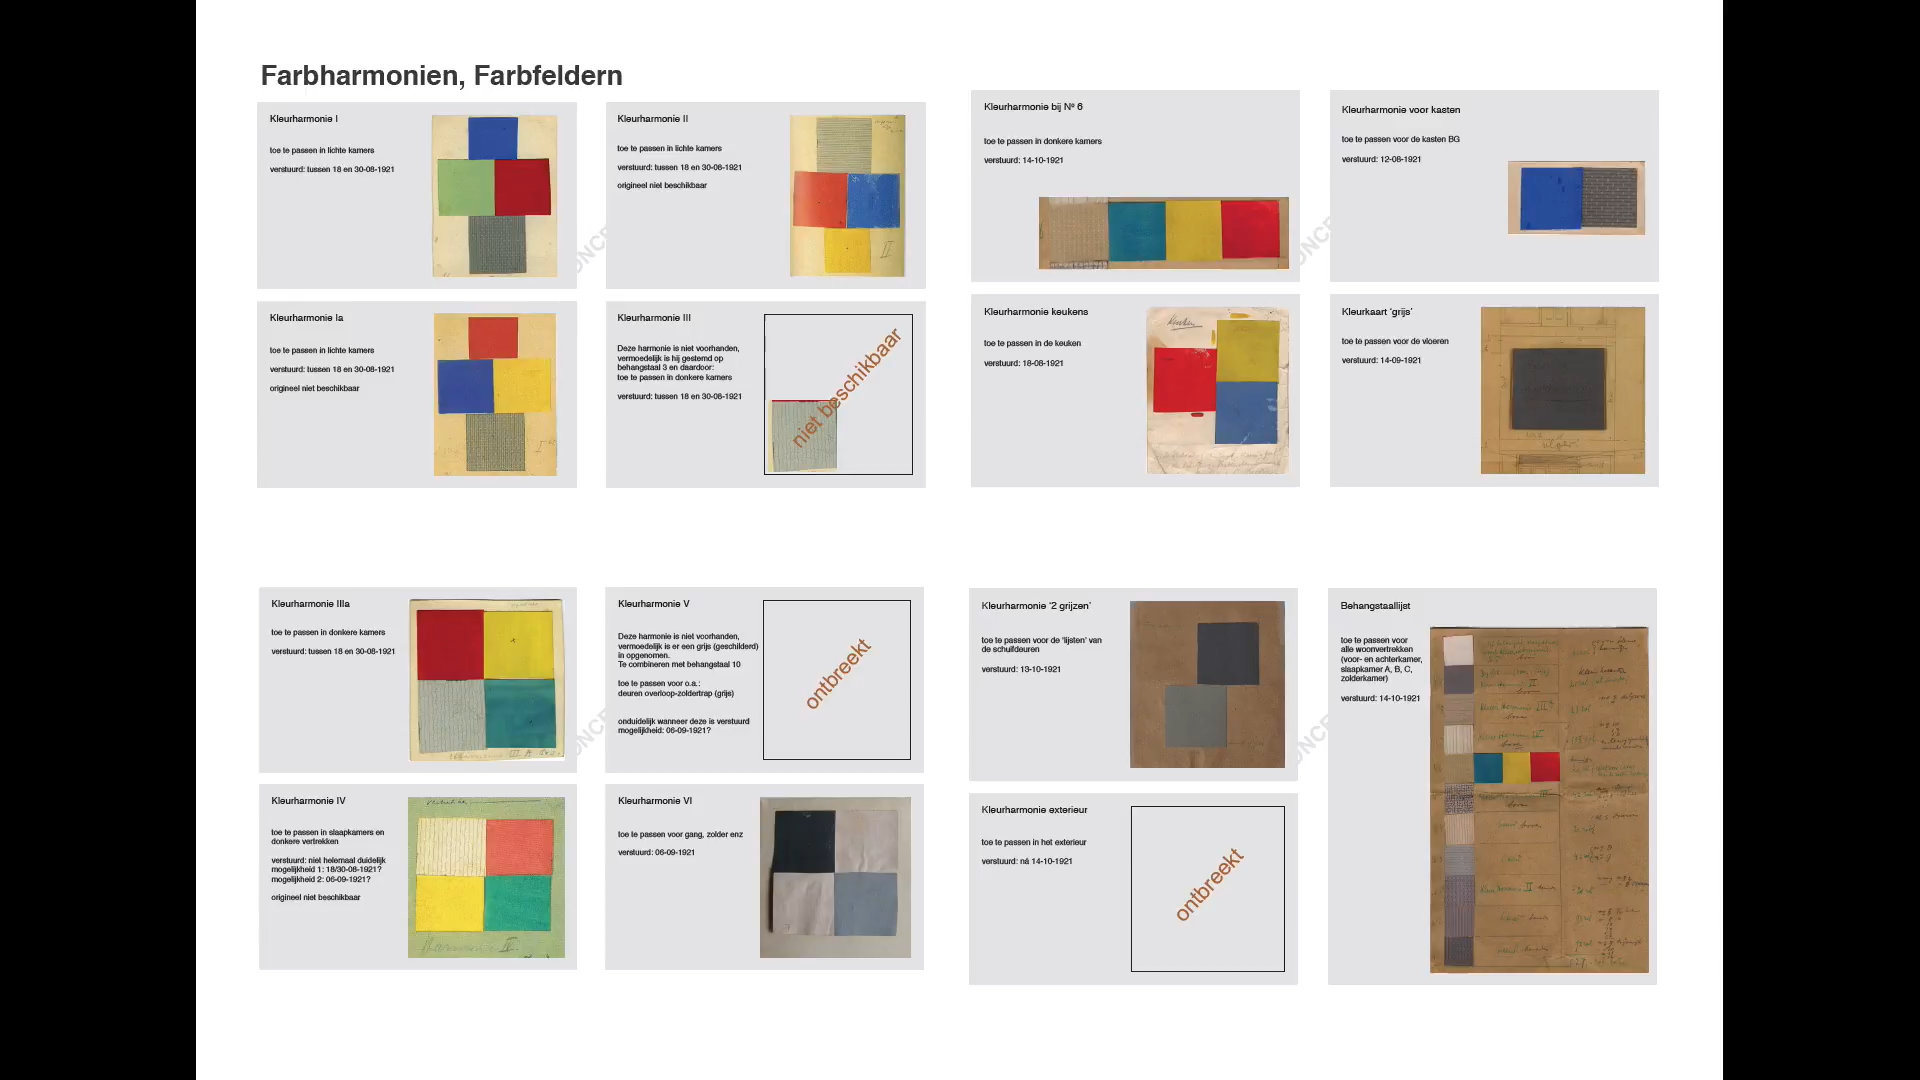 Farbharmonien, Farbfeldern
Kleurharmonie I
toe te passen in lichte kamers
verstuurd: tussen 18 en 30-08-1921
Kleurharmonie II
toe te passen in lichte kamers
verstuurd: tussen 18 en 30-08-1921
origineel niet beschikbaar
II
Kleurharmonie bij Nº 6
toe te passen in donkere kamers
verstuurd: 14-10-1921
Kleurharmonie voor kasten
toe te passen voor de kasten BG
verstuurd: 12-08-1921
Kleurharmonie Ia
toe te passen in lichte kamers
verstuurd: tussen 18 en 30-08-1921
origineel niet beschikbaar
Kleurharmonie III
Deze harmonie is niet voorhanden,
vermoedelijk is hij gestemd op
behangstaal 3 en daardoor:
toe te passen in donkere kamers
verstuurd: tussen 18 en 30-08-1921
niet beschikbaar
Kleurharmonie keukens
toe te passen in de keuken
verstuurd: 18-08-1921
Keuken
Kleurkaart ‘grijs’
toe te passen voor de vloeren
verstuurd: 14-09-1921
Kleurharmonie IIIa
toe te passen in donkere kamers
verstuurd: tussen 18 en 30-08-1921
III A
Kleurharmonie V
Deze harmonie is niet voorhanden,
vermoedelijk is er een grijs (geschilderd)
in opgenomen.
Te combineren met behangstaal 10
toe te passen voor o.a.:
deuren overloop-zoldertrap (grijs)
onduidelijk wanneer deze is verstuurd
mogelijkheid: 06-09-1921?
ontbreekt
Kleurharmonie ‘2 grijzen’
toe te passen voor de ‘lijsten’ van
de schuifdeuren
verstuurd: 13-10-1921
Behangstaallijst
toe te passen voor
alle woonvertrekken
(voor- en achterkamer,
slaapkamer A, B, C,
zolderkamer)
verstuurd: 14-10-1921
Kleurharmonie IV
toe te passen in slaapkamers en
donkere vertrekken
verstuurd: niet helemaal duidelijk
mogelijkheid 1: 18/30-08-1921?
mogelijkheid 2: 06-09-1921?
origineel niet beschikbaar
Harmonie IV
Kleurharmonie VI
toe te passen voor gang, zolder enz
verstuurd: 06-09-1921
Kleurharmonie exterieur
toe te passen in het exterieur
verstuurd: ná 14-10-1921
ontbreekt